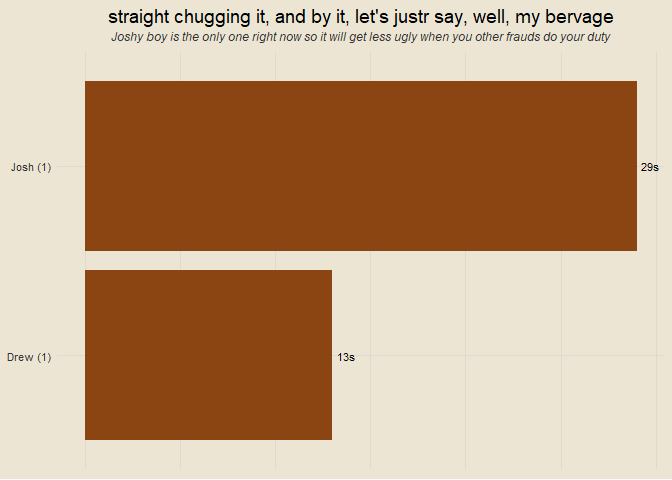 straight chugging it, and by it, let's justr say, well, my bervage
Joshy boy is the only one right now so it will get less ugly when you other frauds do your duty
Josh (1)
29s
Drew (1)
13s